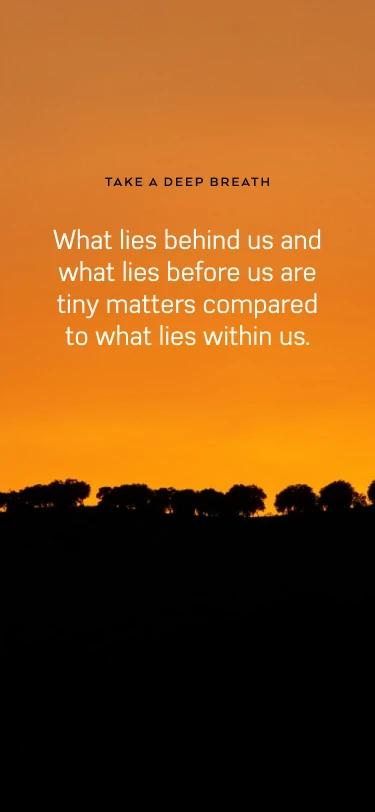 TAKE A DEEP BREATH
What lies behind us and
what lies before us are
tiny matters compared
to what lies within us.